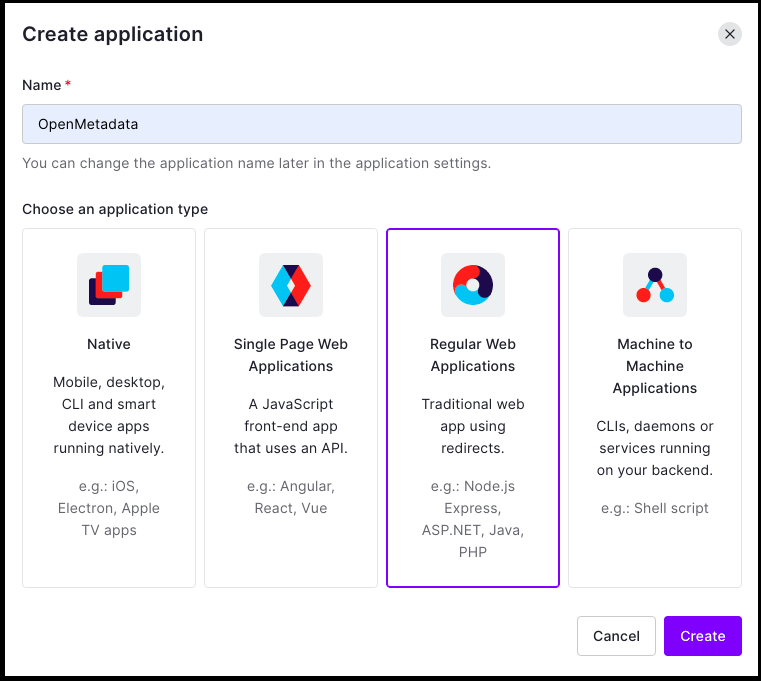 Create application
Name *
OpenMetadata
You can change the application name later in the application settings.
Choose an application type
Native
Mobile, desktop,
CLI and smart
device apps
running natively.
e.g.: iOS,
Electron, Apple
TV apps
Single Page Web
Applications
A JavaScript
front-end app
that uses an API.
e.g.: Angular,
React, Vue
Regular Web
Applications
Traditional web
app using
redirects.
e.g.: Node.js
Express,
ASP.NET, Java,
PHP
Machine to
Machine
Applications
CLIs, daemons or
services running
on your backend.
e.g.: Shell script
Cancel
Create